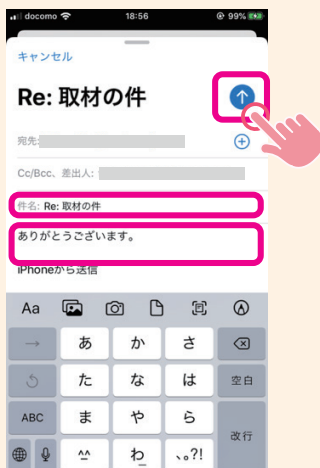 docomo 18:56 99%
キャンセル
Re: 取材の件
宛先:
Cc/Bcc、差出人:
件名: Re: 取材の件
ありがとうございます。
iPhoneから送信
Aa
→ あ か さ
た な は 空白
ABC ま や ら
改行
^^ わ 、。?!